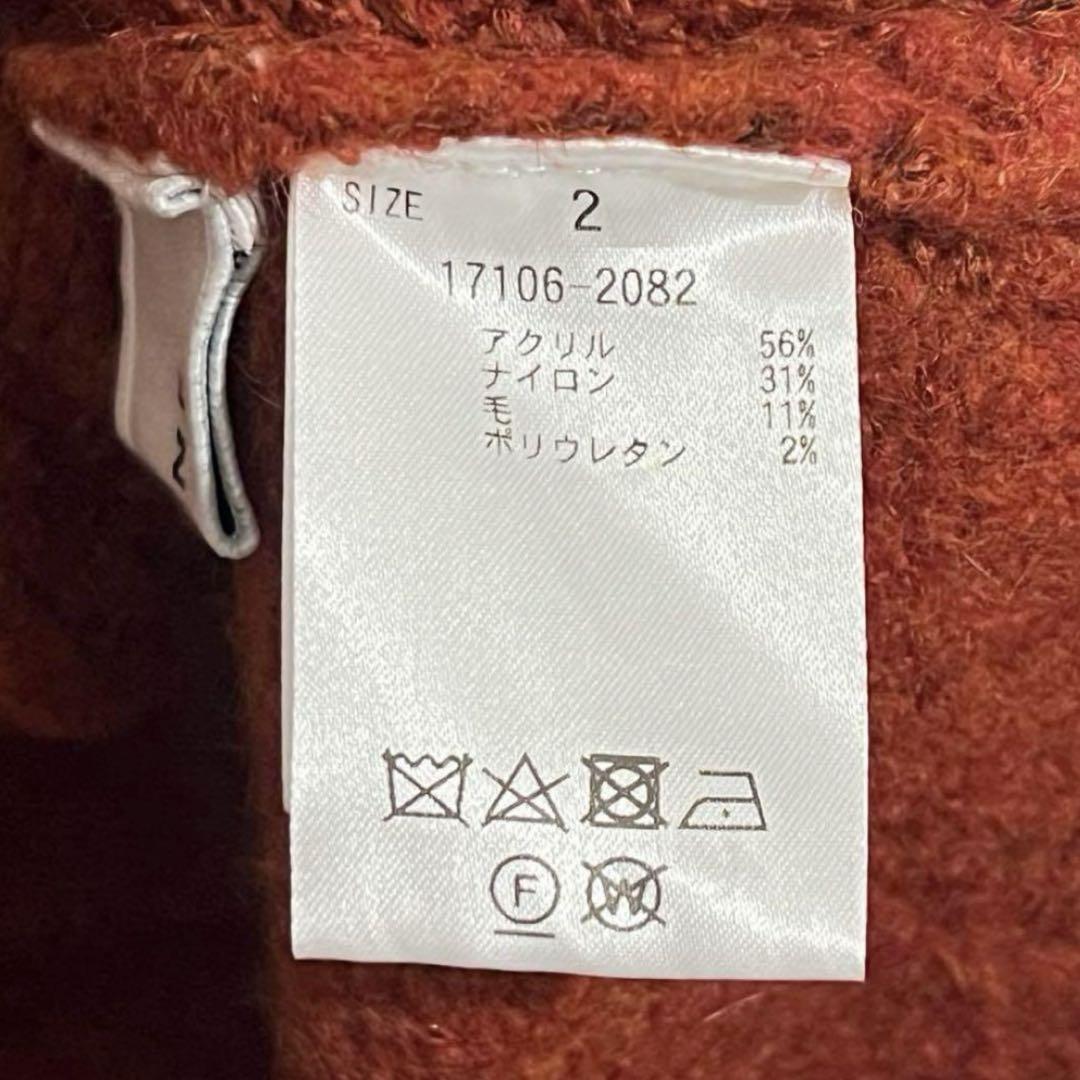 SIZE 2
17106-2082
アクリル 56%
ナイロン 31%
毛 11%
ポリウレタン 2%
F W